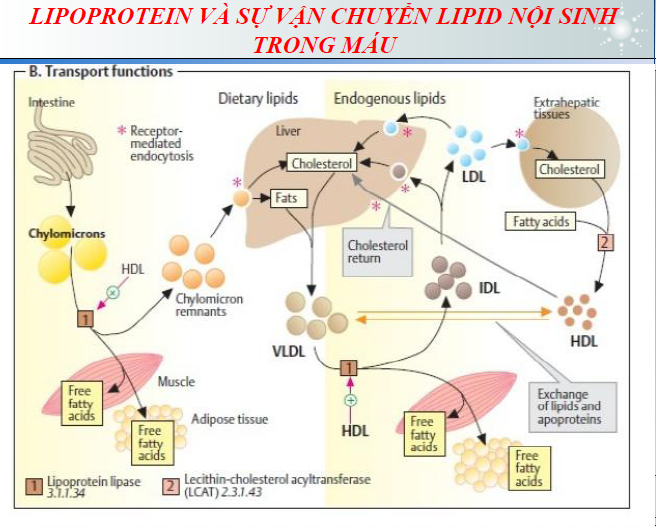 LIPOPROTEIN VÀ SỰ VẬN CHUYỂN LIPID NỘI SINH
TRONG MÁU
B. Transport functions
Intestine
Dietary lipids
Endogenous lipids
Extrahepatic
tissues
* Receptor-
mediated
endocytosis
Liver
*
*
*
*
*
Cholesterol
LDL
Cholesterol
Fats
Fatty acids
2
Chylomicrons
Cholesterol
return
HDL
+
Chylomicron
remnants
IDL
1
HDL
VLDL
1
Muscle
Free
fatty
acids
Adipose tissue
Free
fatty
acids
+
HDL
Exchange
of lipids and
apoproteins
Free
fatty
acids
Free
fatty
acids
1 Lipoprotein lipase
3.1.1.34
2 Lecithin-cholesterol acyltransferase
(LCAT) 2.3.1.43